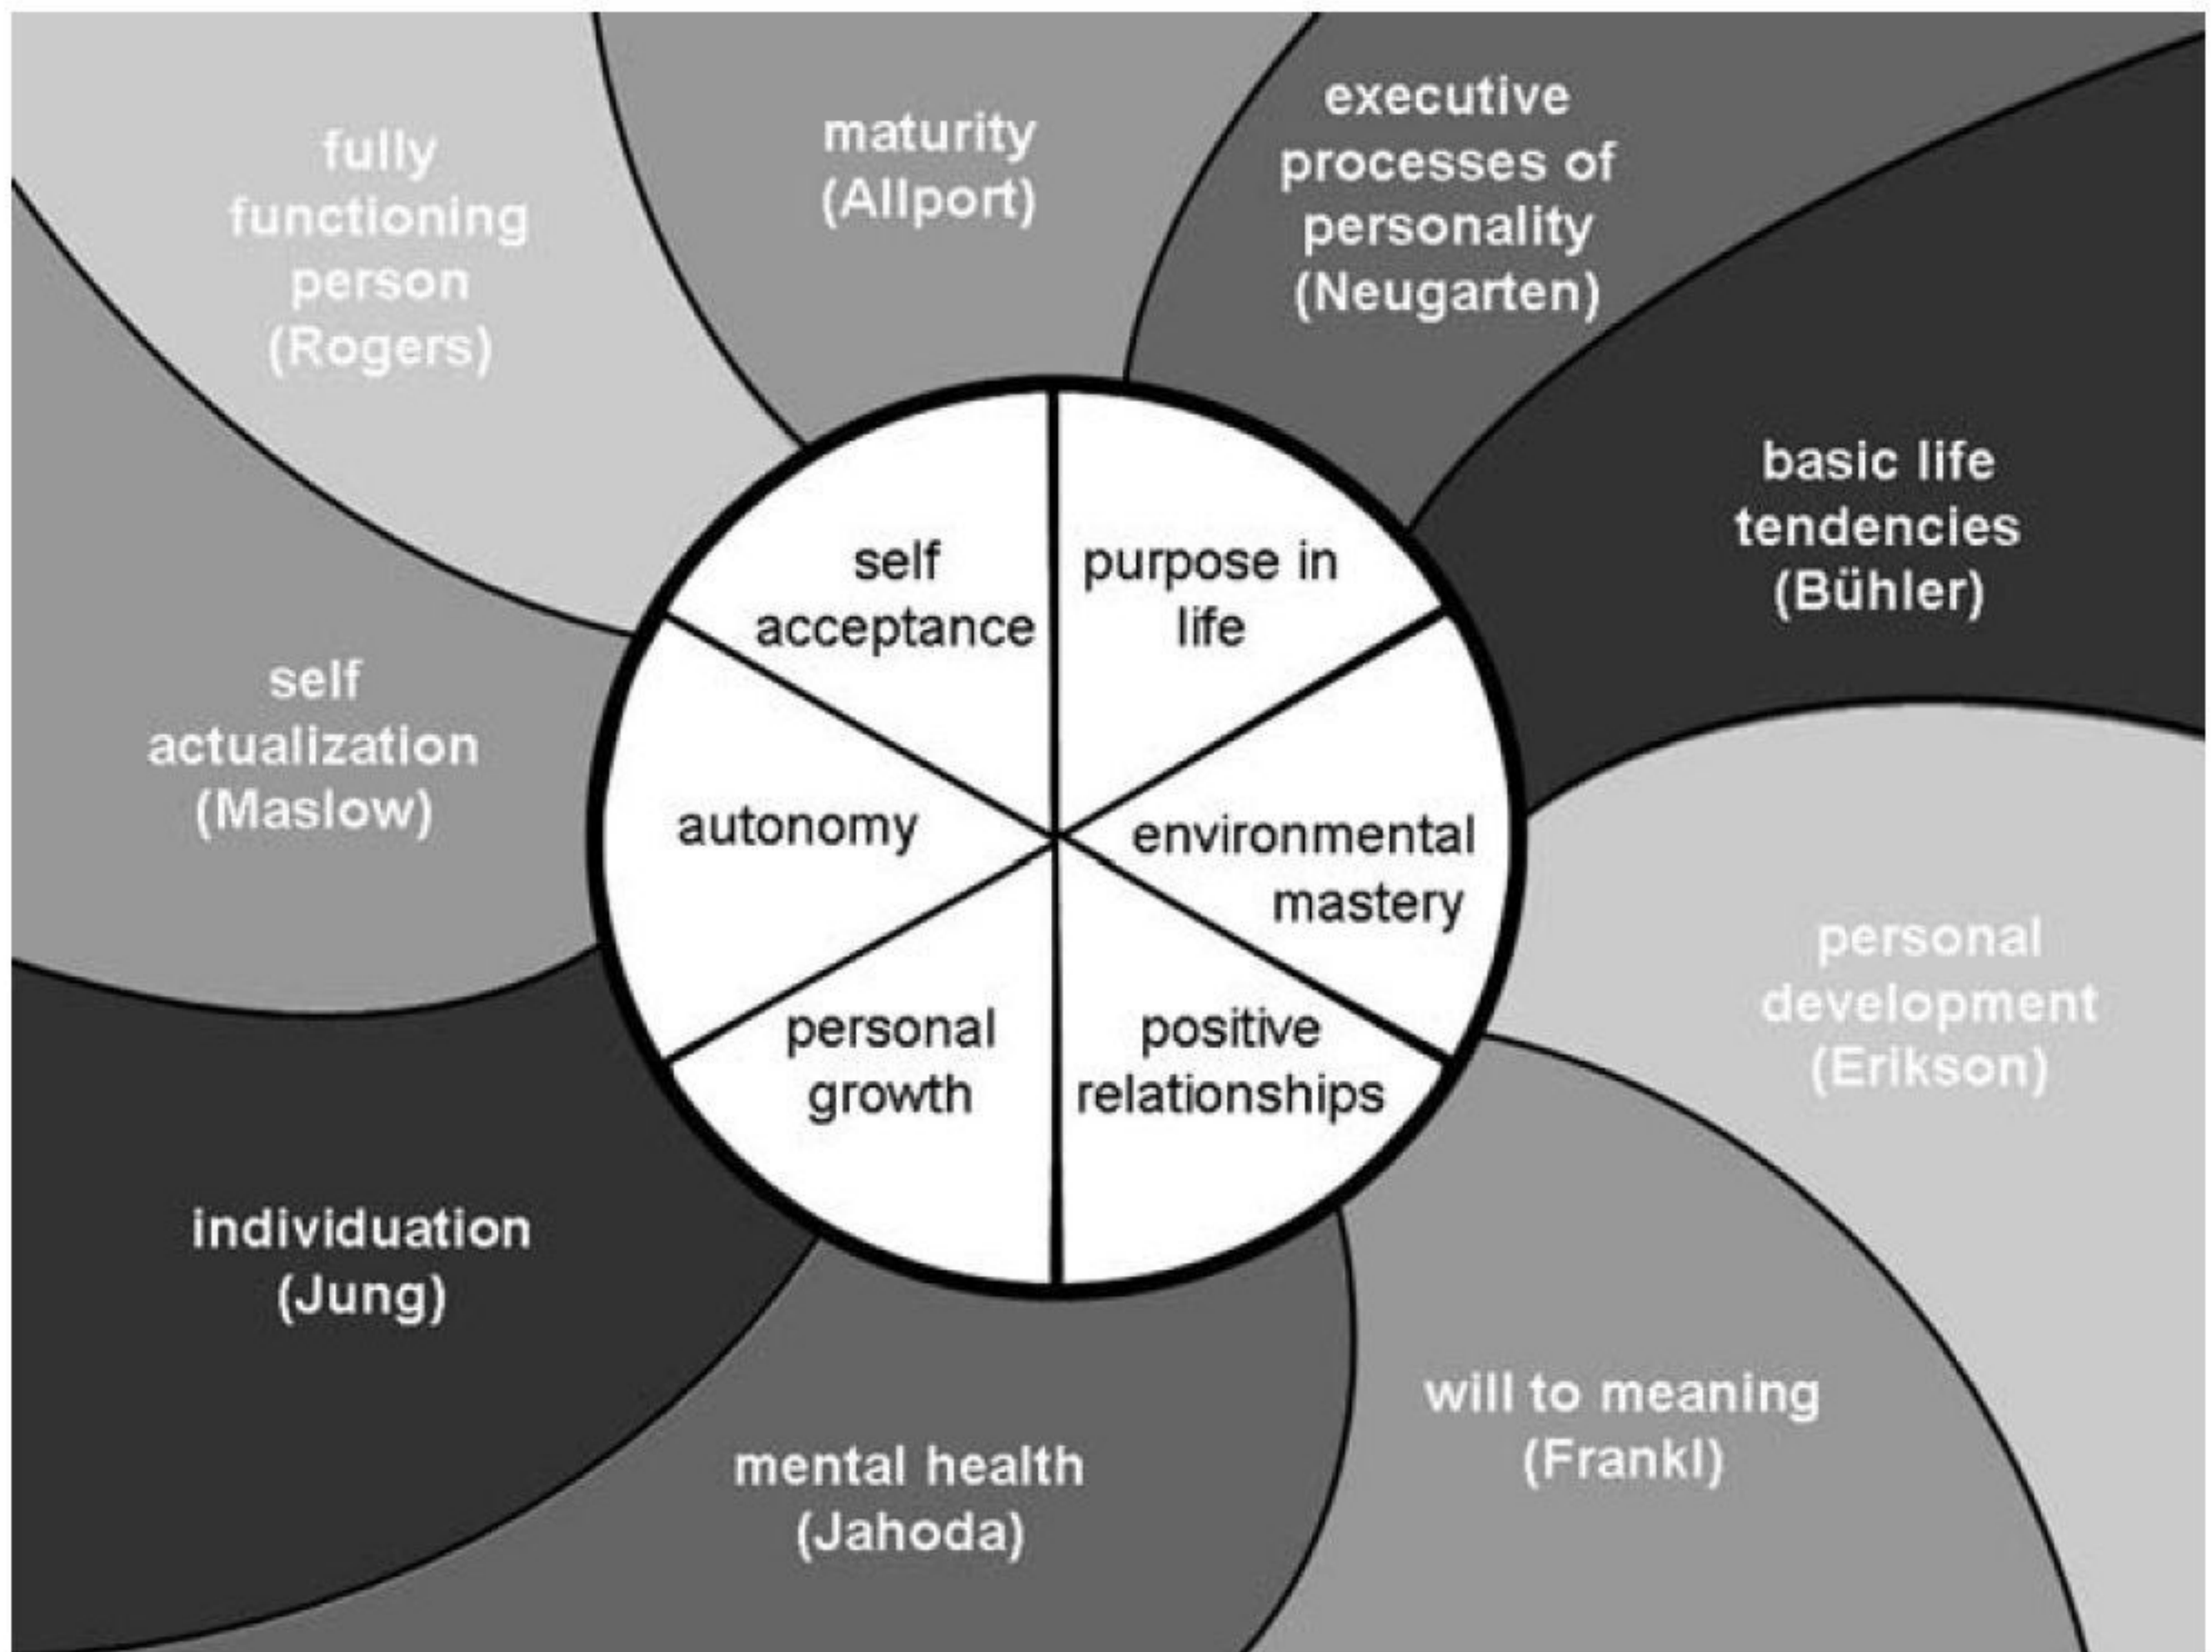 fully
functioning
person
(Rogers)
maturity
(Allport)
executive
processes of
personality
(Neugarten)
basic life
tendencies
(Bühler)
personal
development
(Erikson)
will to meaning
(Frankl)
mental health
(Jahoda)
individuation
(Jung)
self
actualization
(Maslow)
self
acceptance
purpose in
life
environmental
mastery
positive
relationships
personal
growth
autonomy